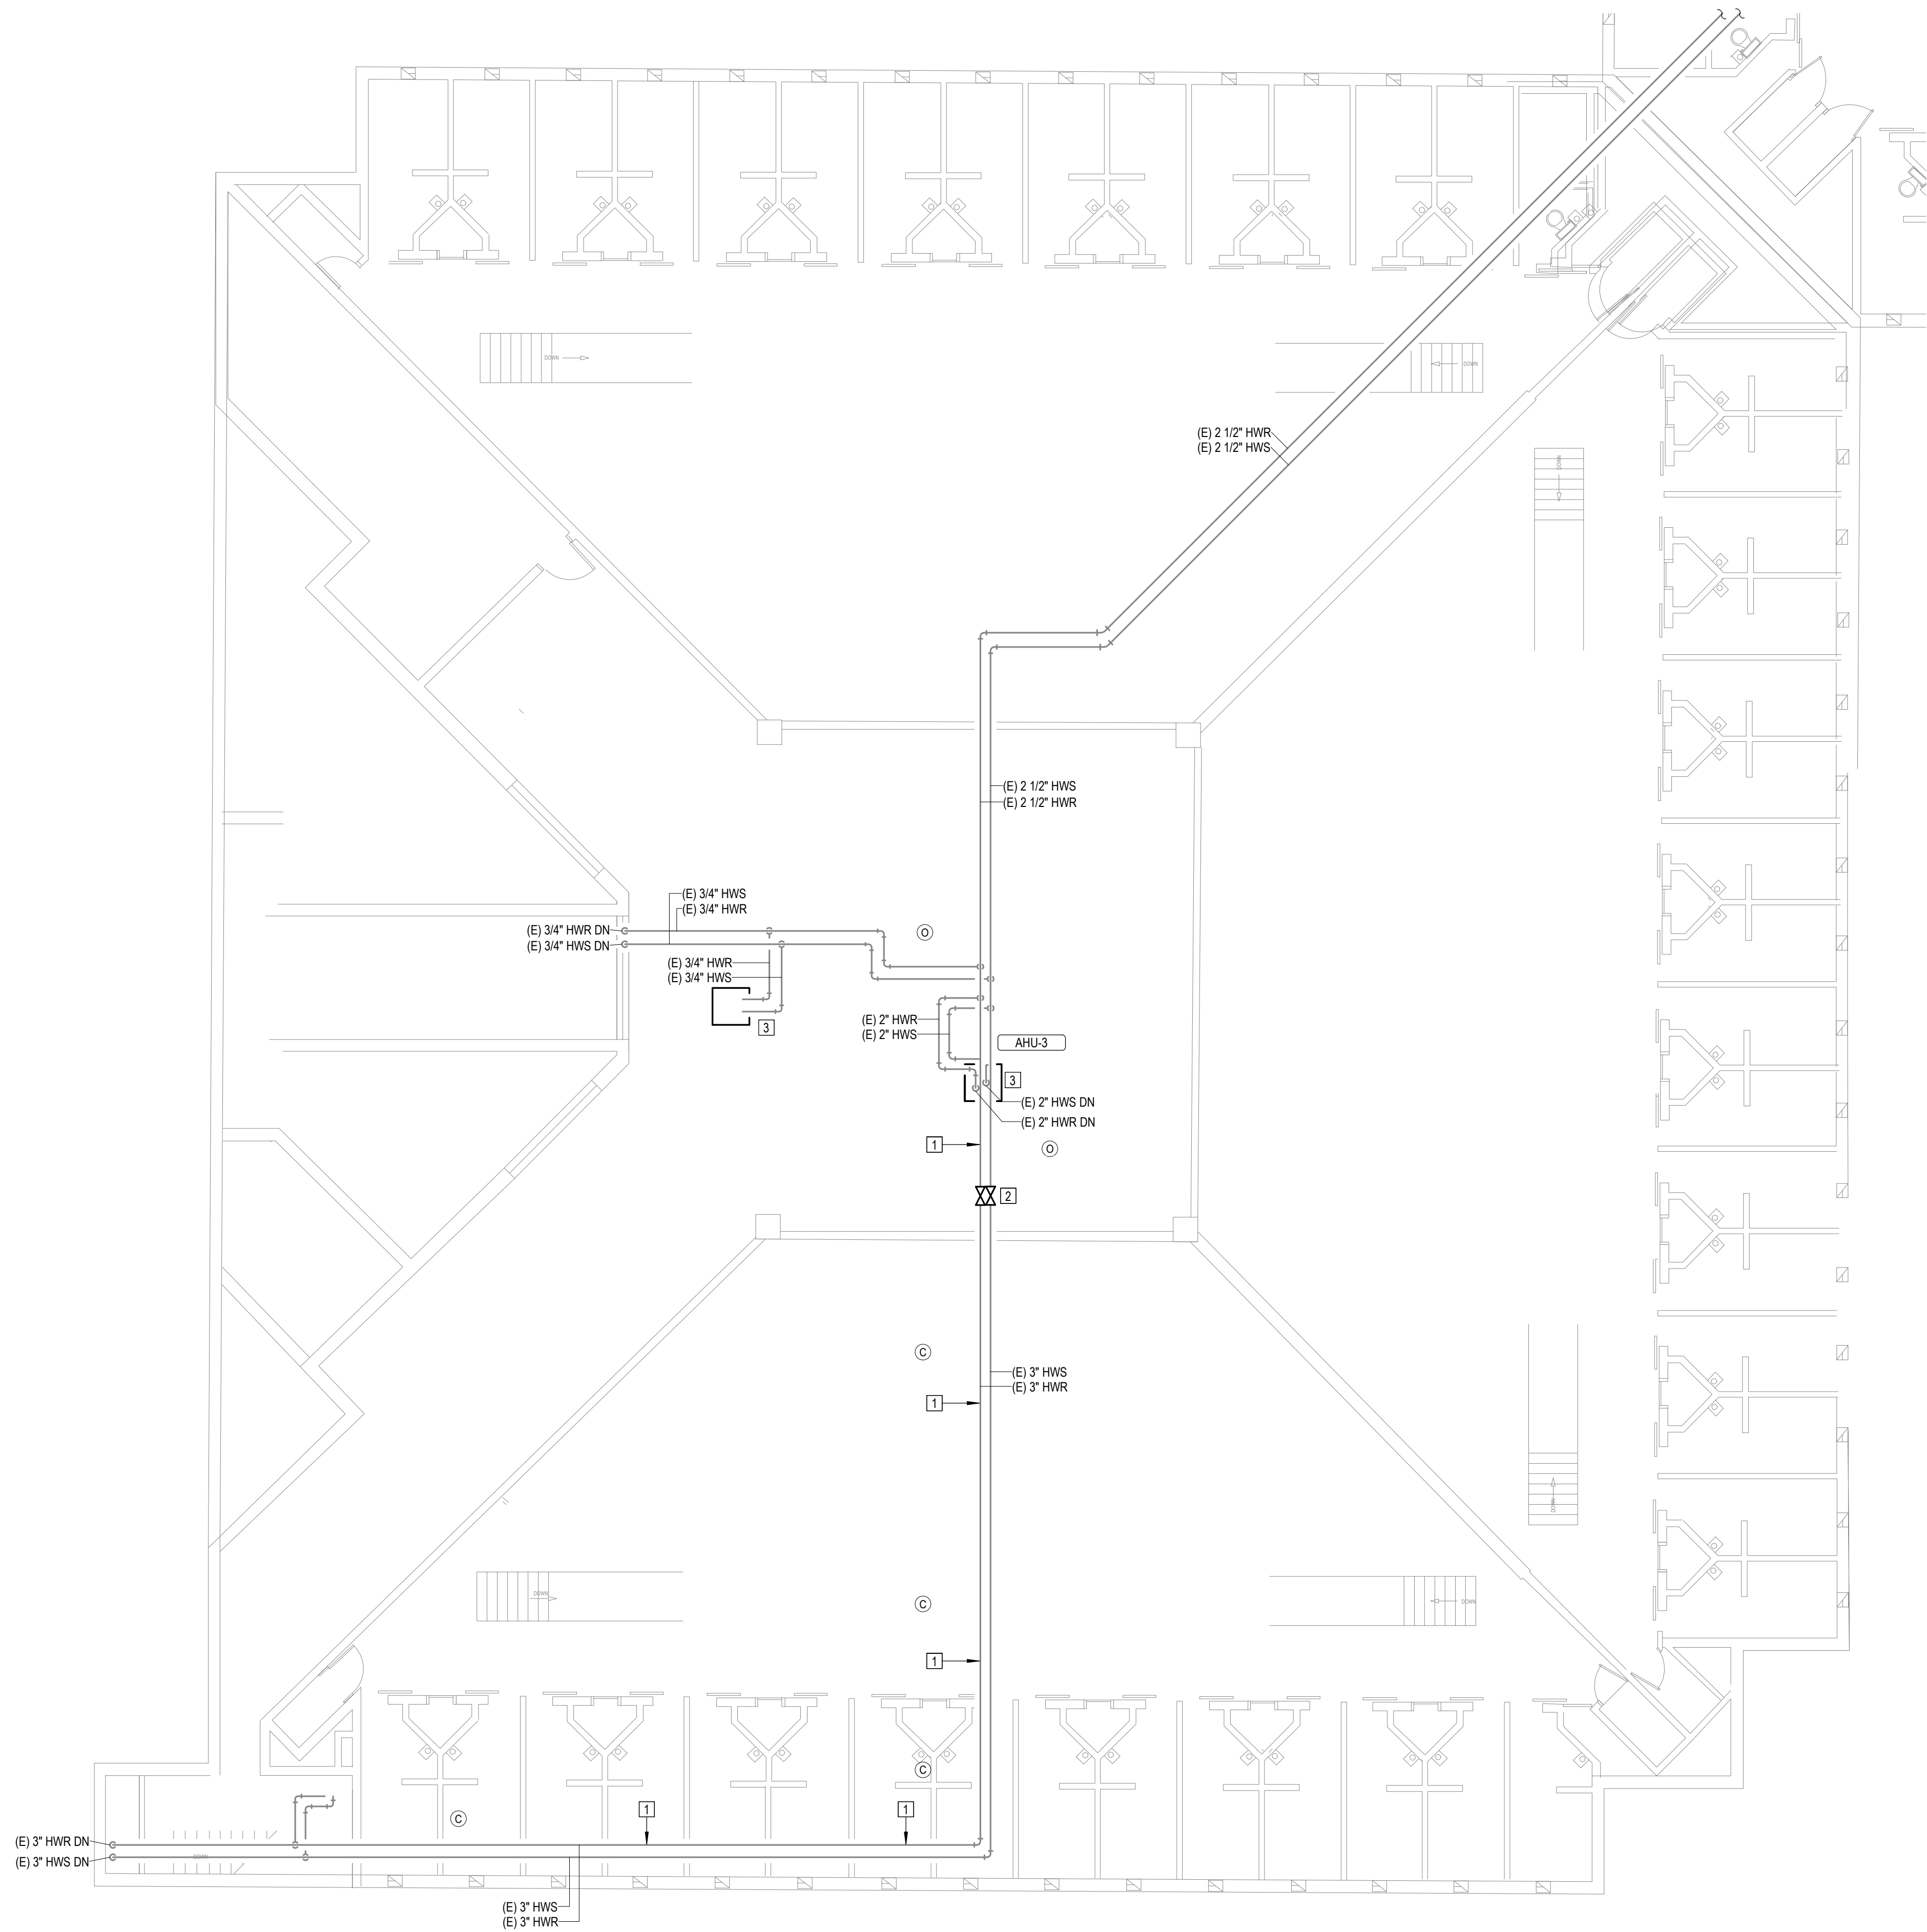 DOWN
DOWN
(E) 2 1/2" HWR
(E) 2 1/2" HWS
DOWN
(E) 2 1/2" HWS
(E) 2 1/2" HWR
(E) 3/4" HWS
(E) 3/4" HWR
(E) 3/4" HWR DN
(E) 3/4" HWS DN
O
(E) 3/4" HWR
(E) 3/4" HWS
3
(E) 2" HWR
(E) 2" HWS
AHU-3
3
(E) 2" HWS DN
(E) 2" HWR DN
1
O
2
C
(E) 3" HWS
(E) 3" HWR
1
DOWN
DOWN
C
DOWN
1
C
C
1
1
(E) 3" HWR DN
(E) 3" HWS DN
DOWN
(E) 3" HWS
(E) 3" HWR